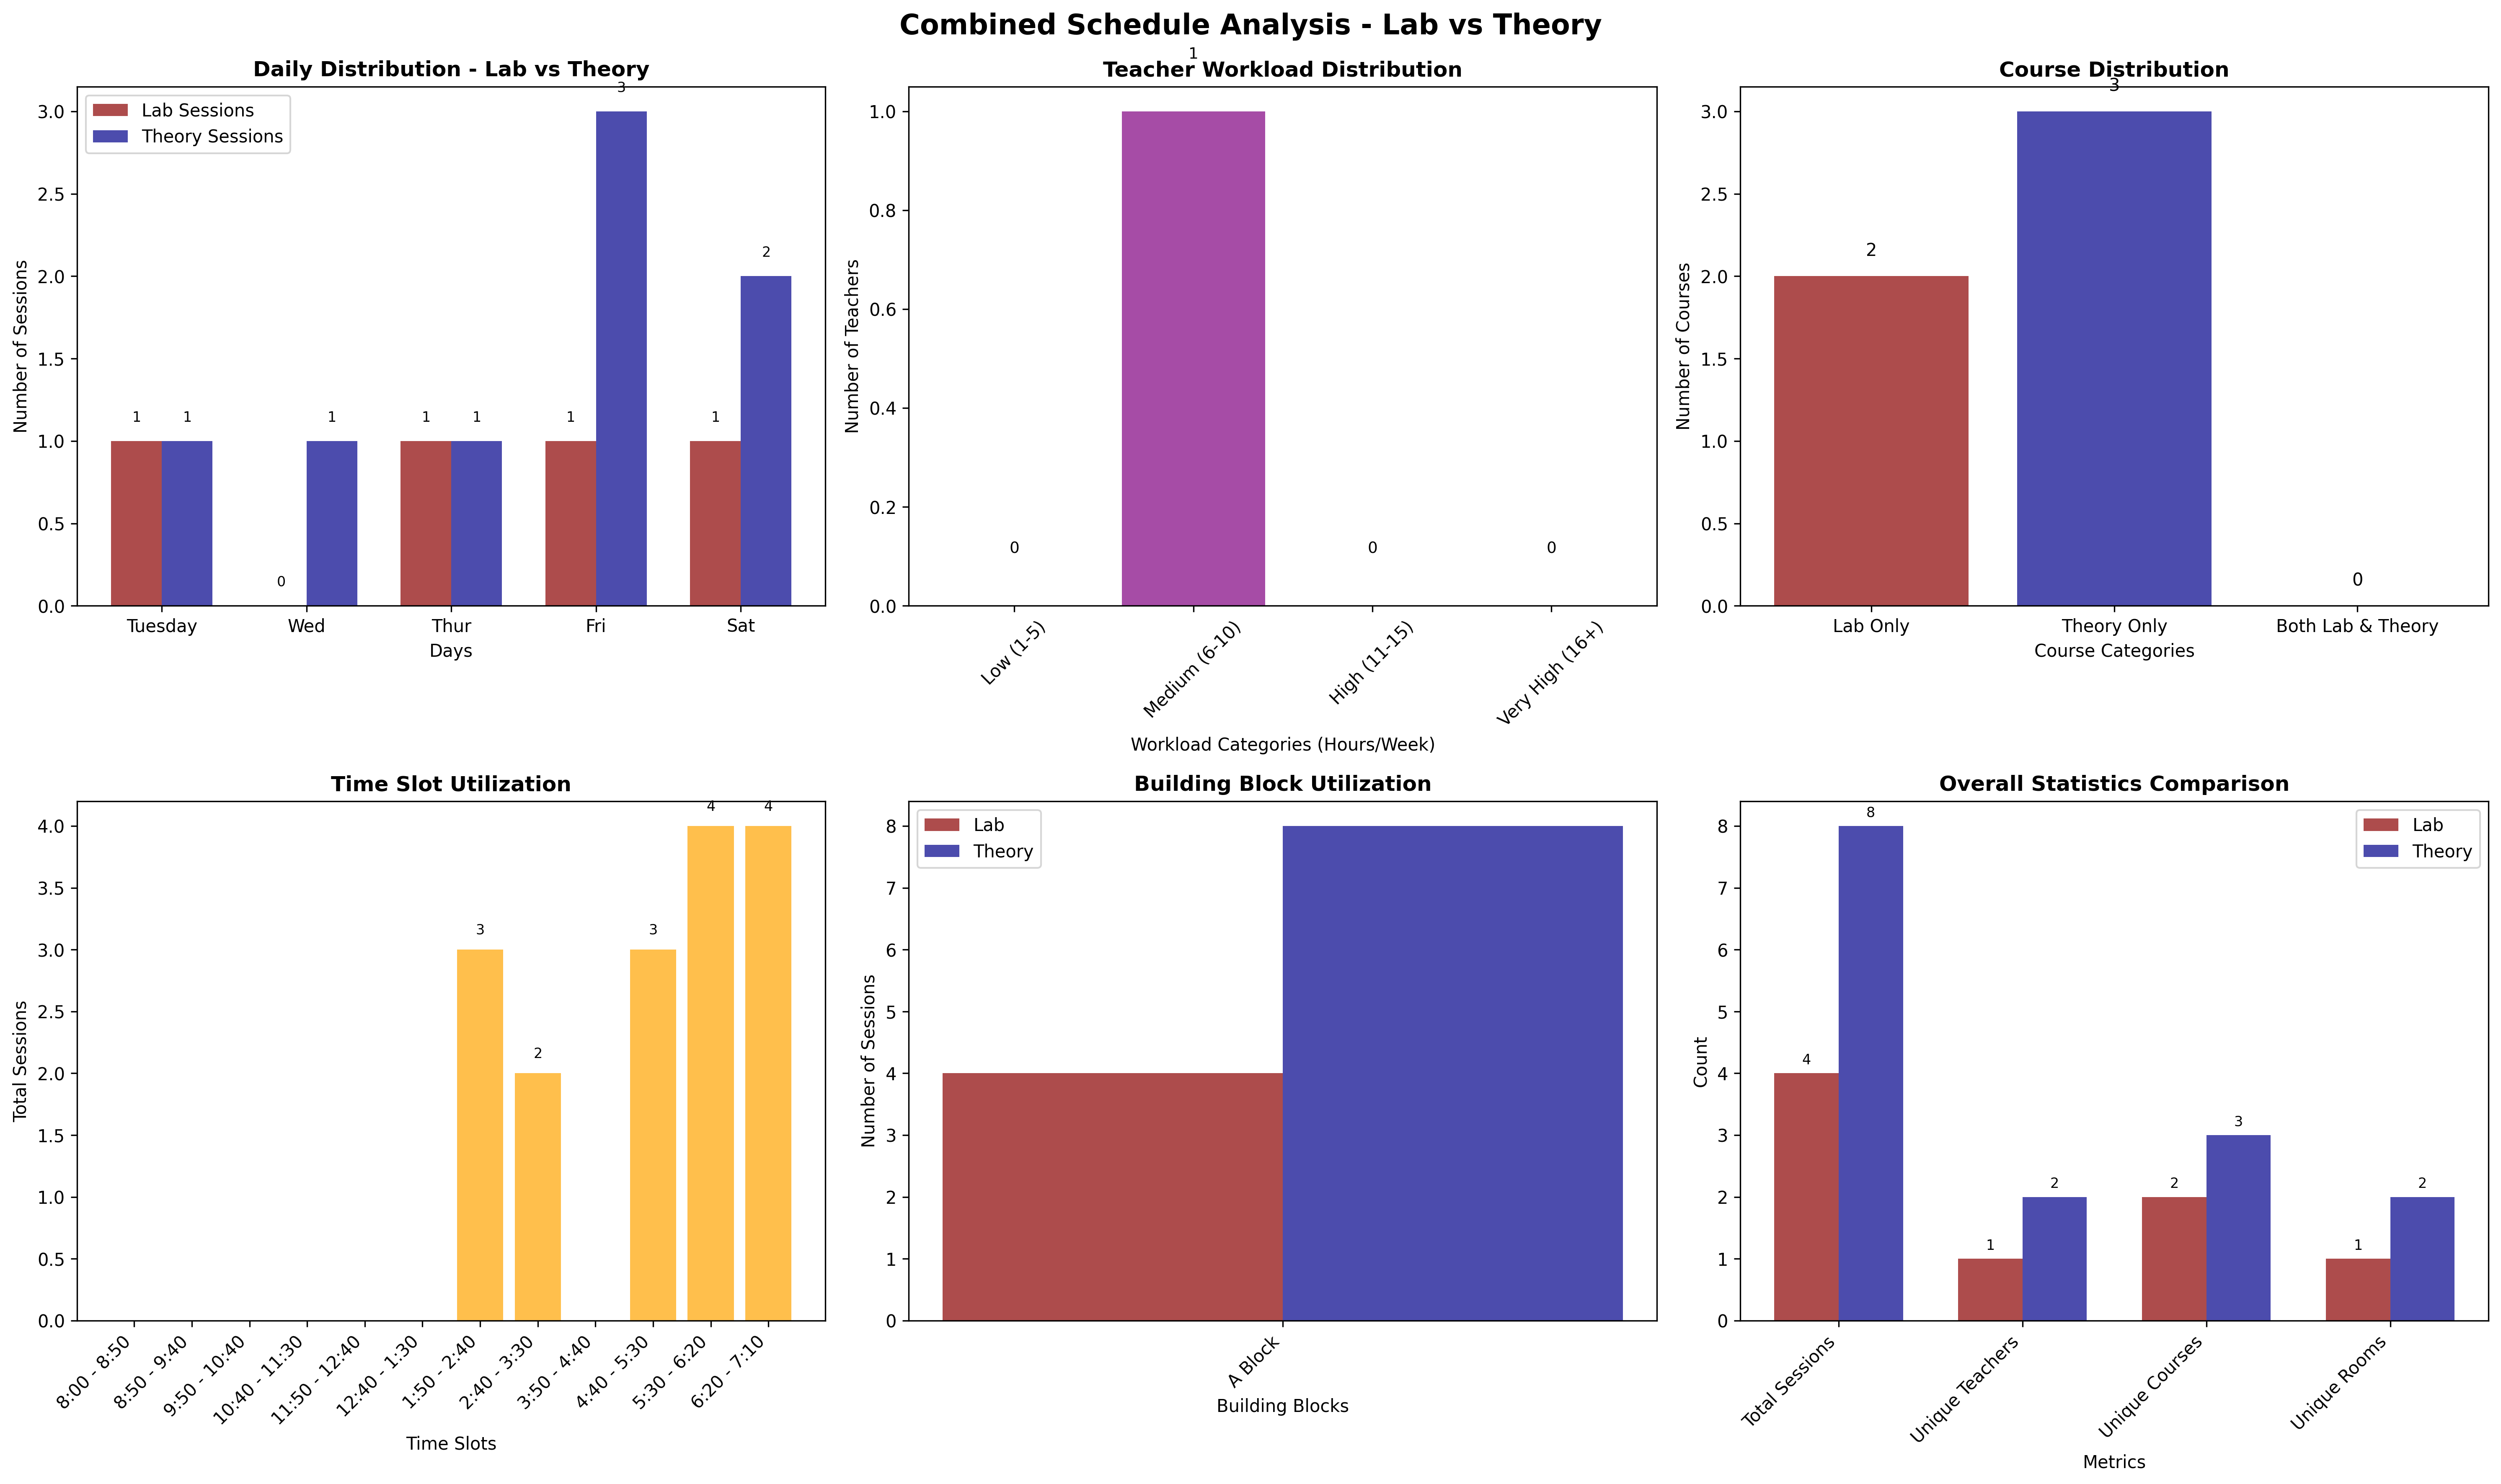 Combined Schedule Analysis - Lab vs Theory
Daily Distribution - Lab vs Theory
3.0
2.5
2.0
1.5
1.0
0.5
0.0
Number of Sessions
Lab Sessions
Theory Sessions
1
1
0
1
1
1
1
3
1
2
Tuesday
Wed
Thur
Fri
Sat
Days
Teacher Workload Distribution
1.0
0.8
0.6
0.4
0.2
0.0
Number of Teachers
0
1
0
0
Low (1-5)
Medium (6-10)
High (11-15)
Very High (16+)
Workload Categories (Hours/Week)
Course Distribution
3.0
2.5
2.0
1.5
1.0
0.5
0.0
Number of Courses
2
3
0
Lab Only
Theory Only
Both Lab & Theory
Course Categories
Time Slot Utilization
4.0
3.5
3.0
2.5
2.0
1.5
1.0
0.5
0.0
Total Sessions
3
2
3
4
4
8:00 - 8:50
8:50 - 9:40
9:50 - 10:40
10:40 - 11:30
11:50 - 12:40
12:40 - 1:30
1:50 - 2:40
2:40 - 3:30
3:50 - 4:40
4:40 - 5:30
5:30 - 6:20
6:20 - 7:10
Time Slots
Building Block Utilization
8
7
6
5
4
3
2
1
0
Number of Sessions
Lab
Theory
A Block
Building Blocks
Overall Statistics Comparison
8
7
6
5
4
3
2
1
0
Count
Lab
Theory
4
8
1
2
2
3
1
2
Total Sessions
Unique Teachers
Unique Courses
Unique Rooms
Metrics